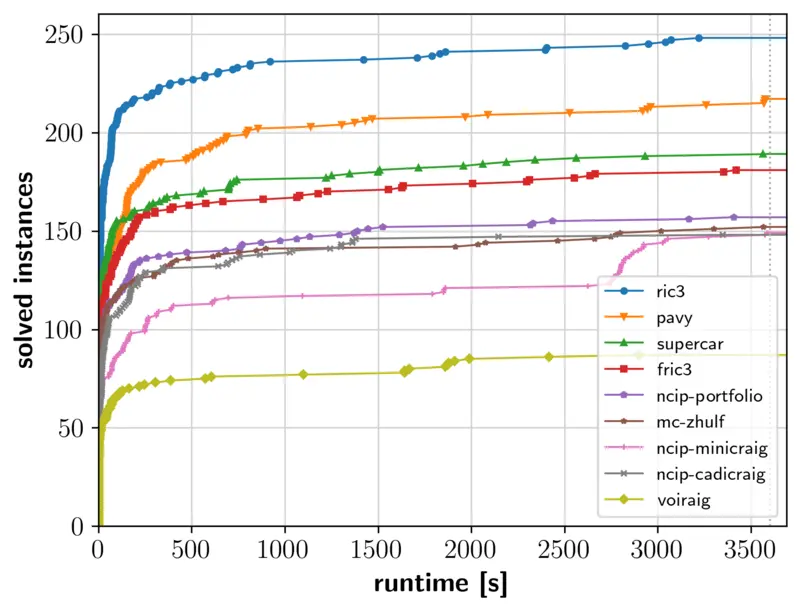 solved instances
250
200
150
100
50
0
0
500
1000
1500
2000
2500
3000
3500
runtime [s]
ric3
pavy
supercar
fric3
ncip-portfolio
mc-zhulf
ncip-minicraig
ncip-cadicraig
voiraig